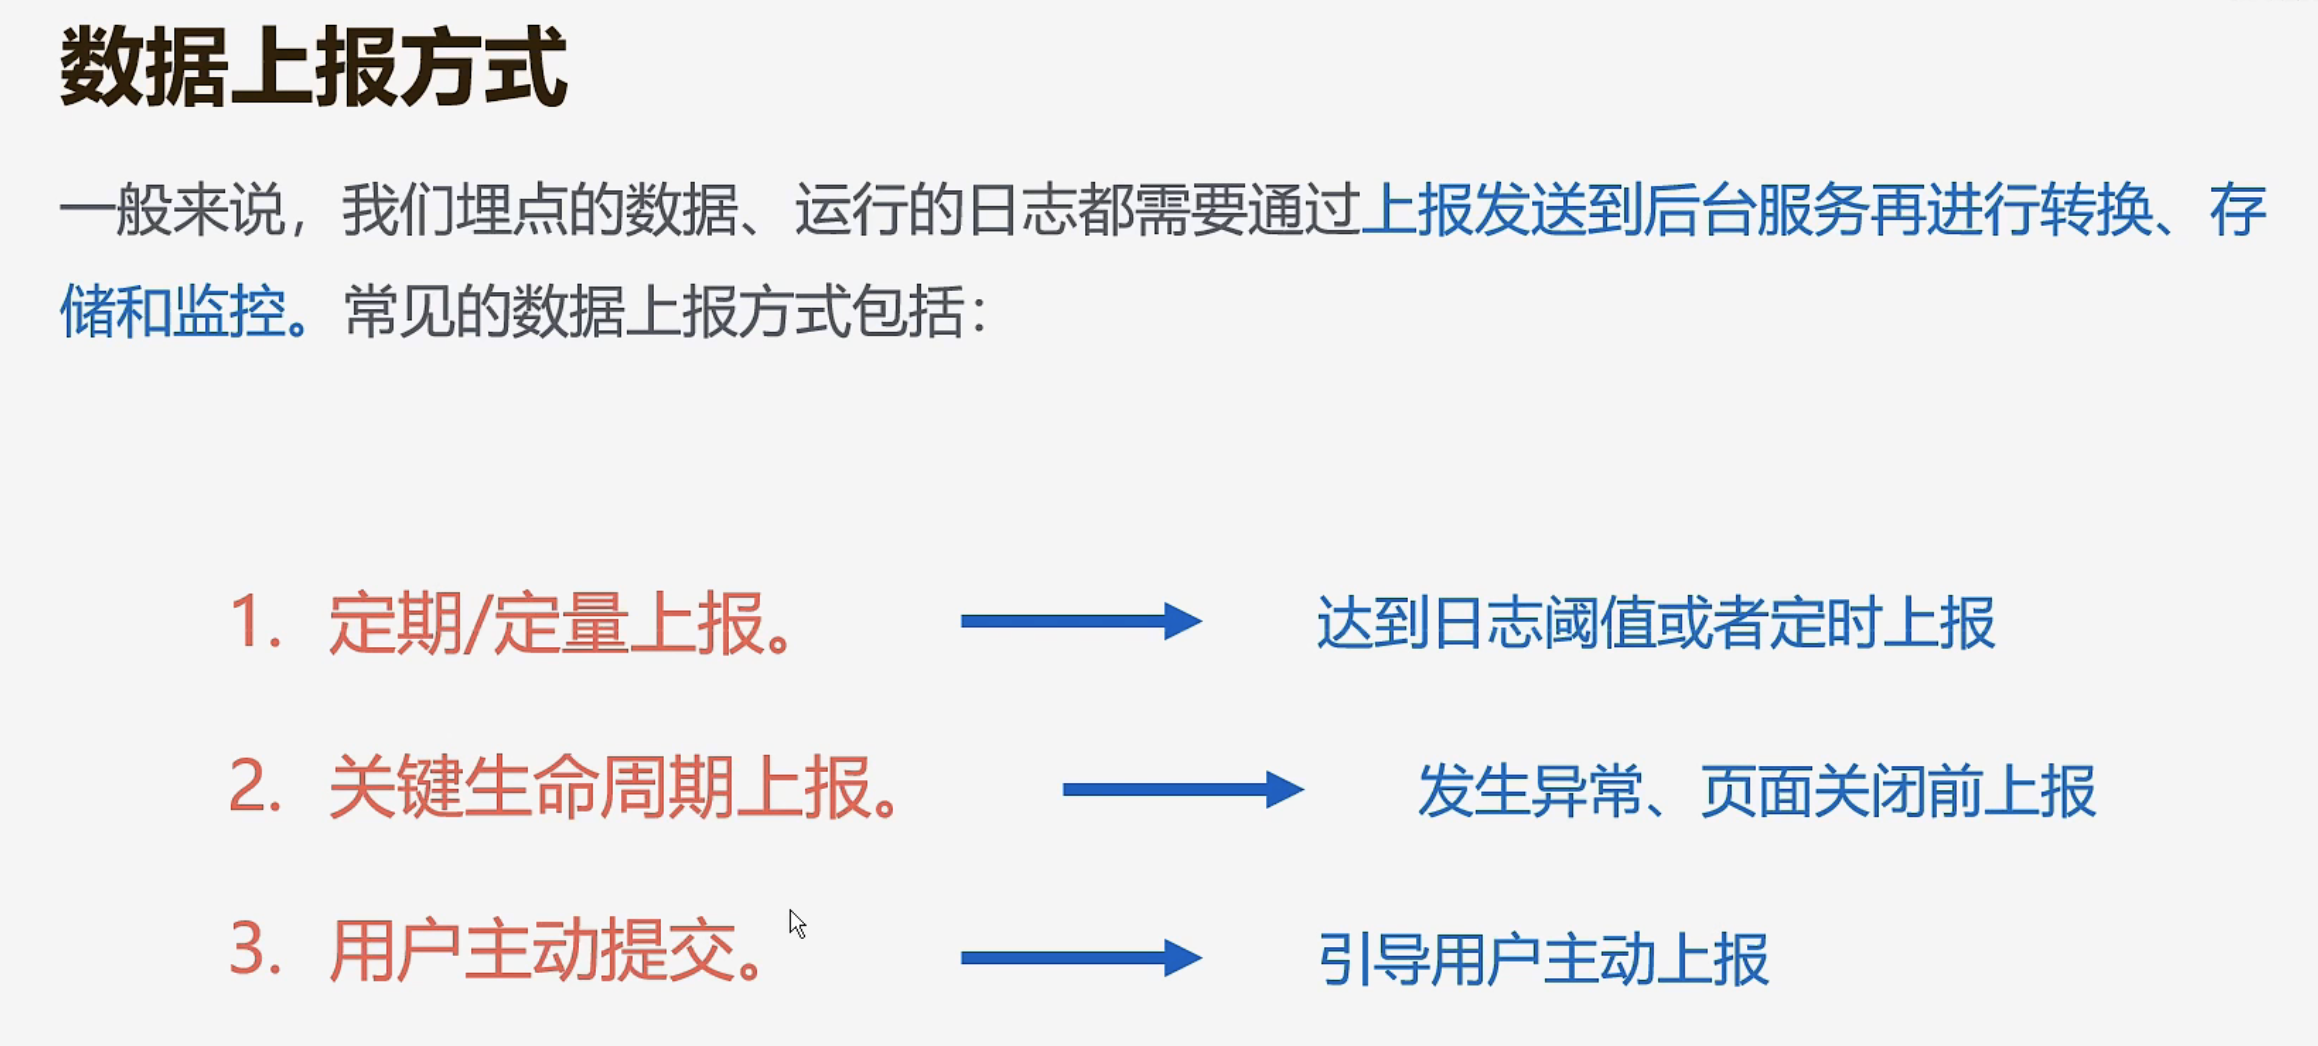 数据上报方式
一般来说，我们埋点的数据、运行的日志都需要通过上报发送到后台服务再进行转换、存
储和监控。常见的数据上报方式包括：
1. 定期/定量上报。 达到日志阈值或者定时上报
2. 关键生命周期上报。 发生异常、页面关闭前上报
3. 用户主动提交。 引导用户主动上报